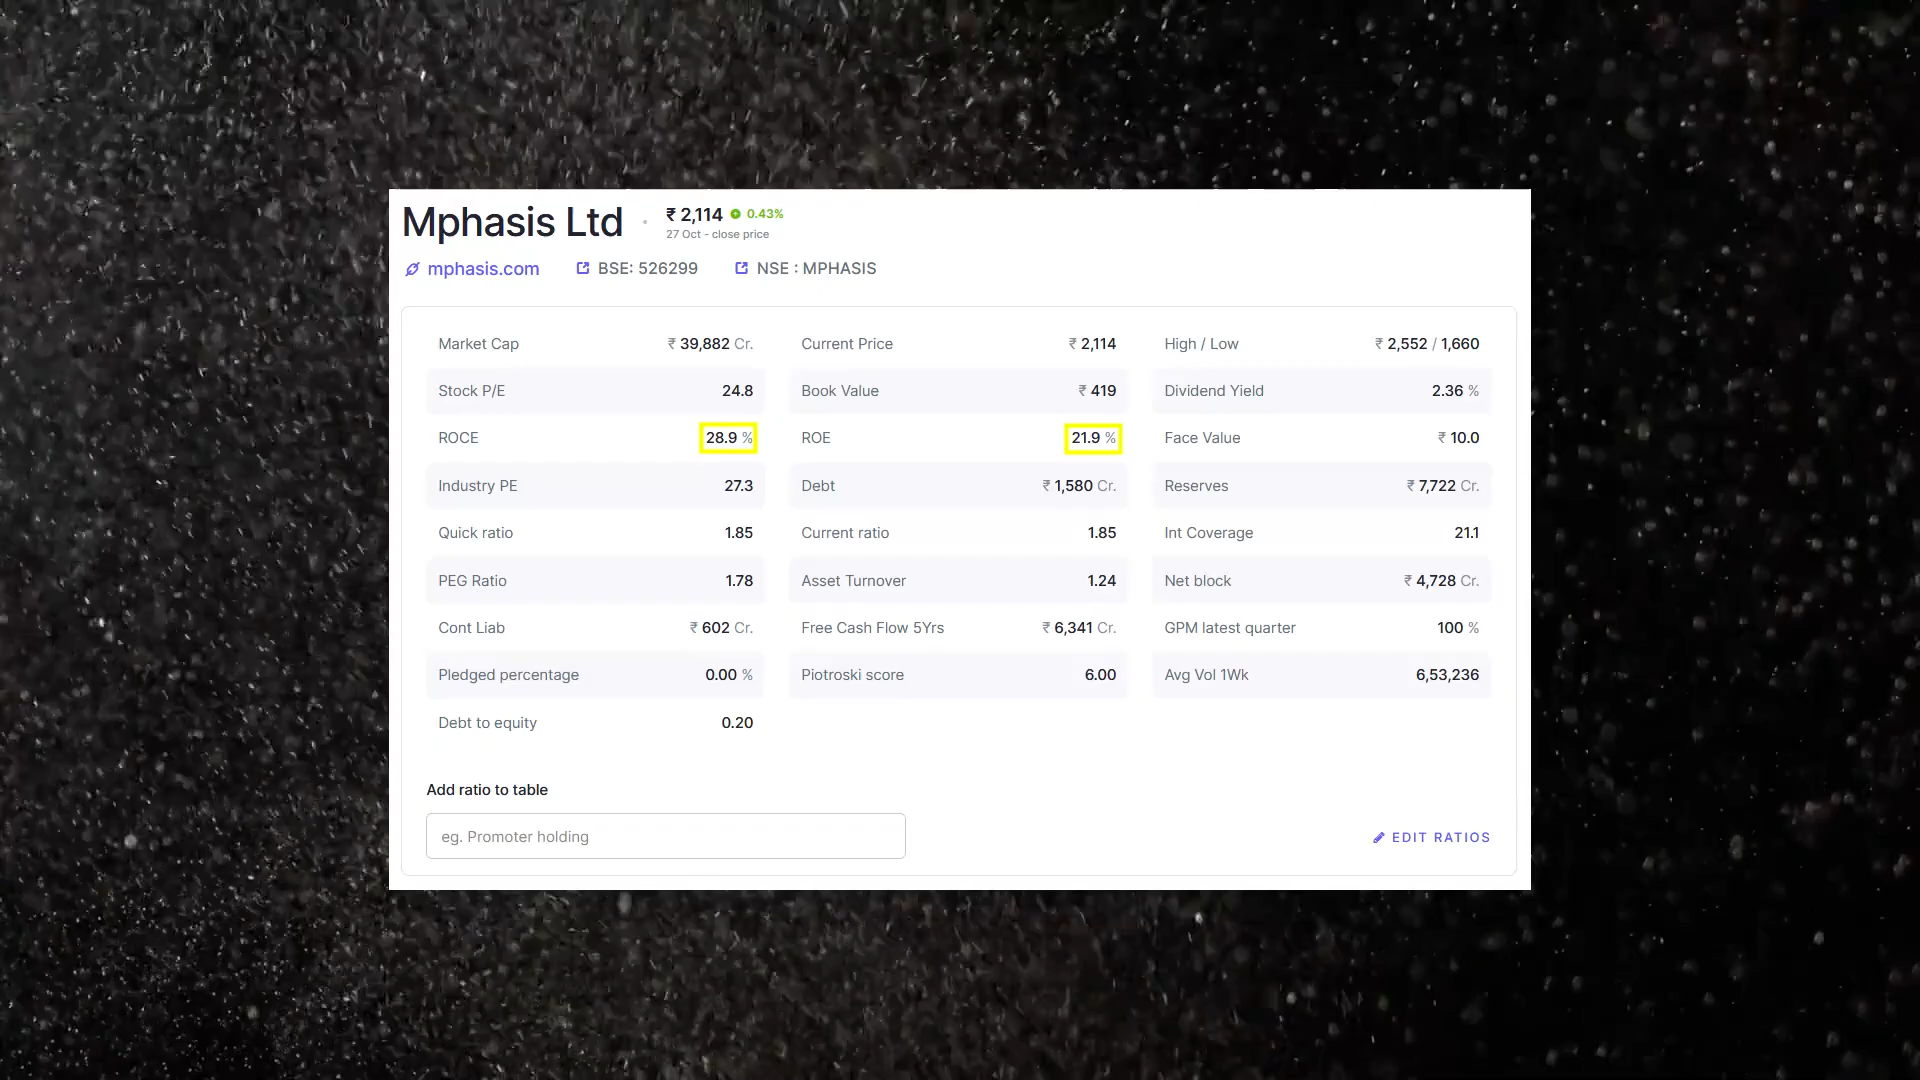 Mphasis Ltd · ₹ 2,114 0.43%
27 Oct - close price
mphasis.com BSE: 526299 NSE : MPHASIS
Market Cap ₹ 39,882 Cr. Current Price ₹ 2,114 High / Low ₹ 2,552 / 1,660
Stock P/E 24.8 Book Value ₹ 419 Dividend Yield 2.36 %
ROCE 28.9 % ROE 21.9 % Face Value ₹ 10.0
Industry PE 27.3 Debt ₹ 1,580 Cr. Reserves ₹ 7,722 Cr.
Quick ratio 1.85 Current ratio 1.85 Int Coverage 21.1
PEG Ratio 1.78 Asset Turnover 1.24 Net block ₹ 4,728 Cr.
Cont Liab ₹ 602 Cr. Free Cash Flow 5Yrs ₹ 6,341 Cr. GPM latest quarter 100 %
Pledged percentage 0.00 % Piotroski score 6.00 Avg Vol 1Wk 6,53,236
Debt to equity 0.20
Add ratio to table
eg. Promoter holding
EDIT RATIOS